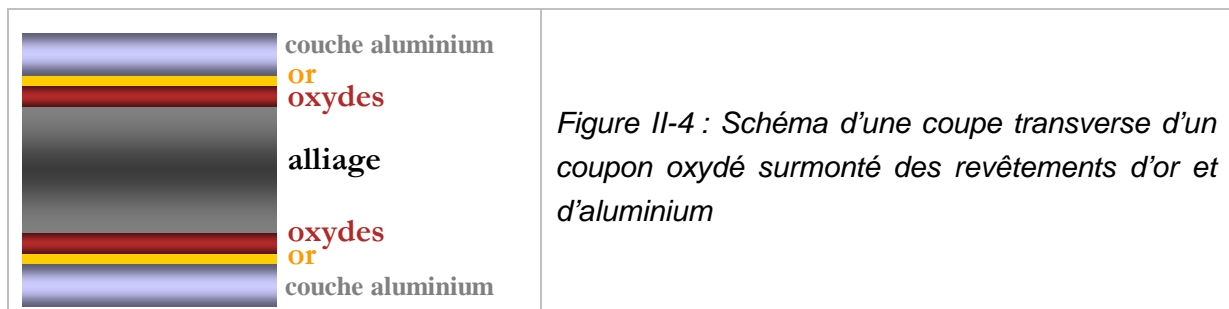 couche aluminium
or
oxydes
alliage
oxydes
or
couche aluminium
Figure II-4 : Schéma d’une coupe transverse d’un
coupon oxydé surmonté des revêtements d’or et
d’aluminium